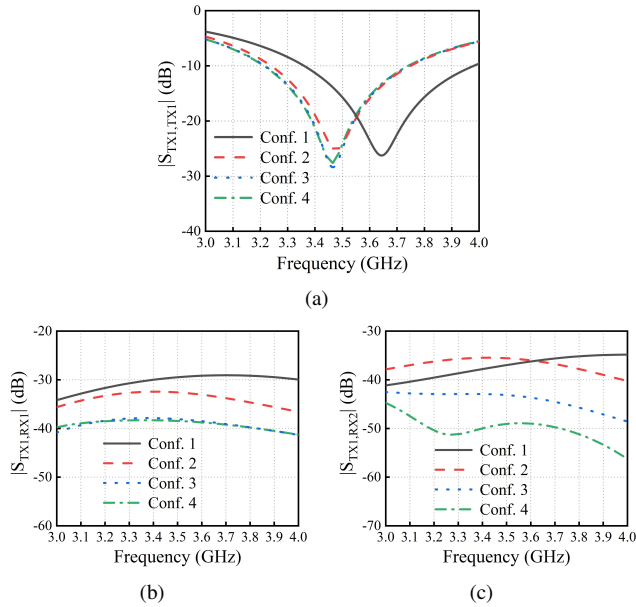 0
-10
-20
-30
-40
|S_TX1,TX1| (dB)
Conf. 1
Conf. 2
Conf. 3
Conf. 4
3.0 3.1 3.2 3.3 3.4 3.5 3.6 3.7 3.8 3.9 4.0
Frequency (GHz)
(a)
-20
-30
-40
-50
-60
|S_TX1,RX1| (dB)
Conf. 1
Conf. 2
Conf. 3
Conf. 4
3.0 3.1 3.2 3.3 3.4 3.5 3.6 3.7 3.8 3.9 4.0
Frequency (GHz)
(b)
-30
-40
-50
-60
-70
|S_TX1,RX2| (dB)
Conf. 1
Conf. 2
Conf. 3
Conf. 4
3.0 3.1 3.2 3.3 3.4 3.5 3.6 3.7 3.8 3.9 4.0
Frequency (GHz)
(c)